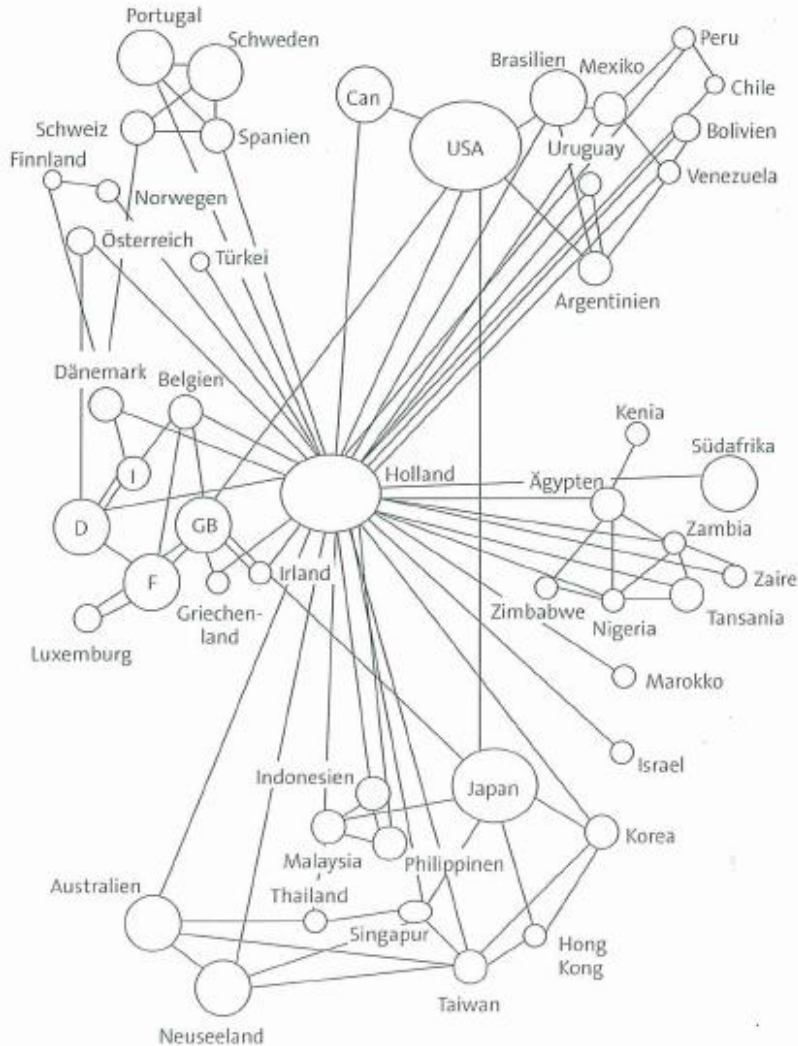 Portugal
Schweden
Brasilien
Mexiko
Peru
Can
Chile
Schweiz
Spanien
USA
Uruguay
Bolivien
Finnland
Norwegen
Venezuela
Österreich
Türkei
Argentinien
Dänemark
Belgien
Kenia
Südafrika
I
Holland
Ägypten
D
GB
Zambia
F
Irland
Zaire
Griechen-
land
Zimbabwe
Nigeria
Tansania
Luxemburg
Marokko
Israel
Indonesien
Japan
Korea
Malaysia
Philippinen
Australien
Thailand
Singapur
Hong
Kong
Taiwan
Neuseeland